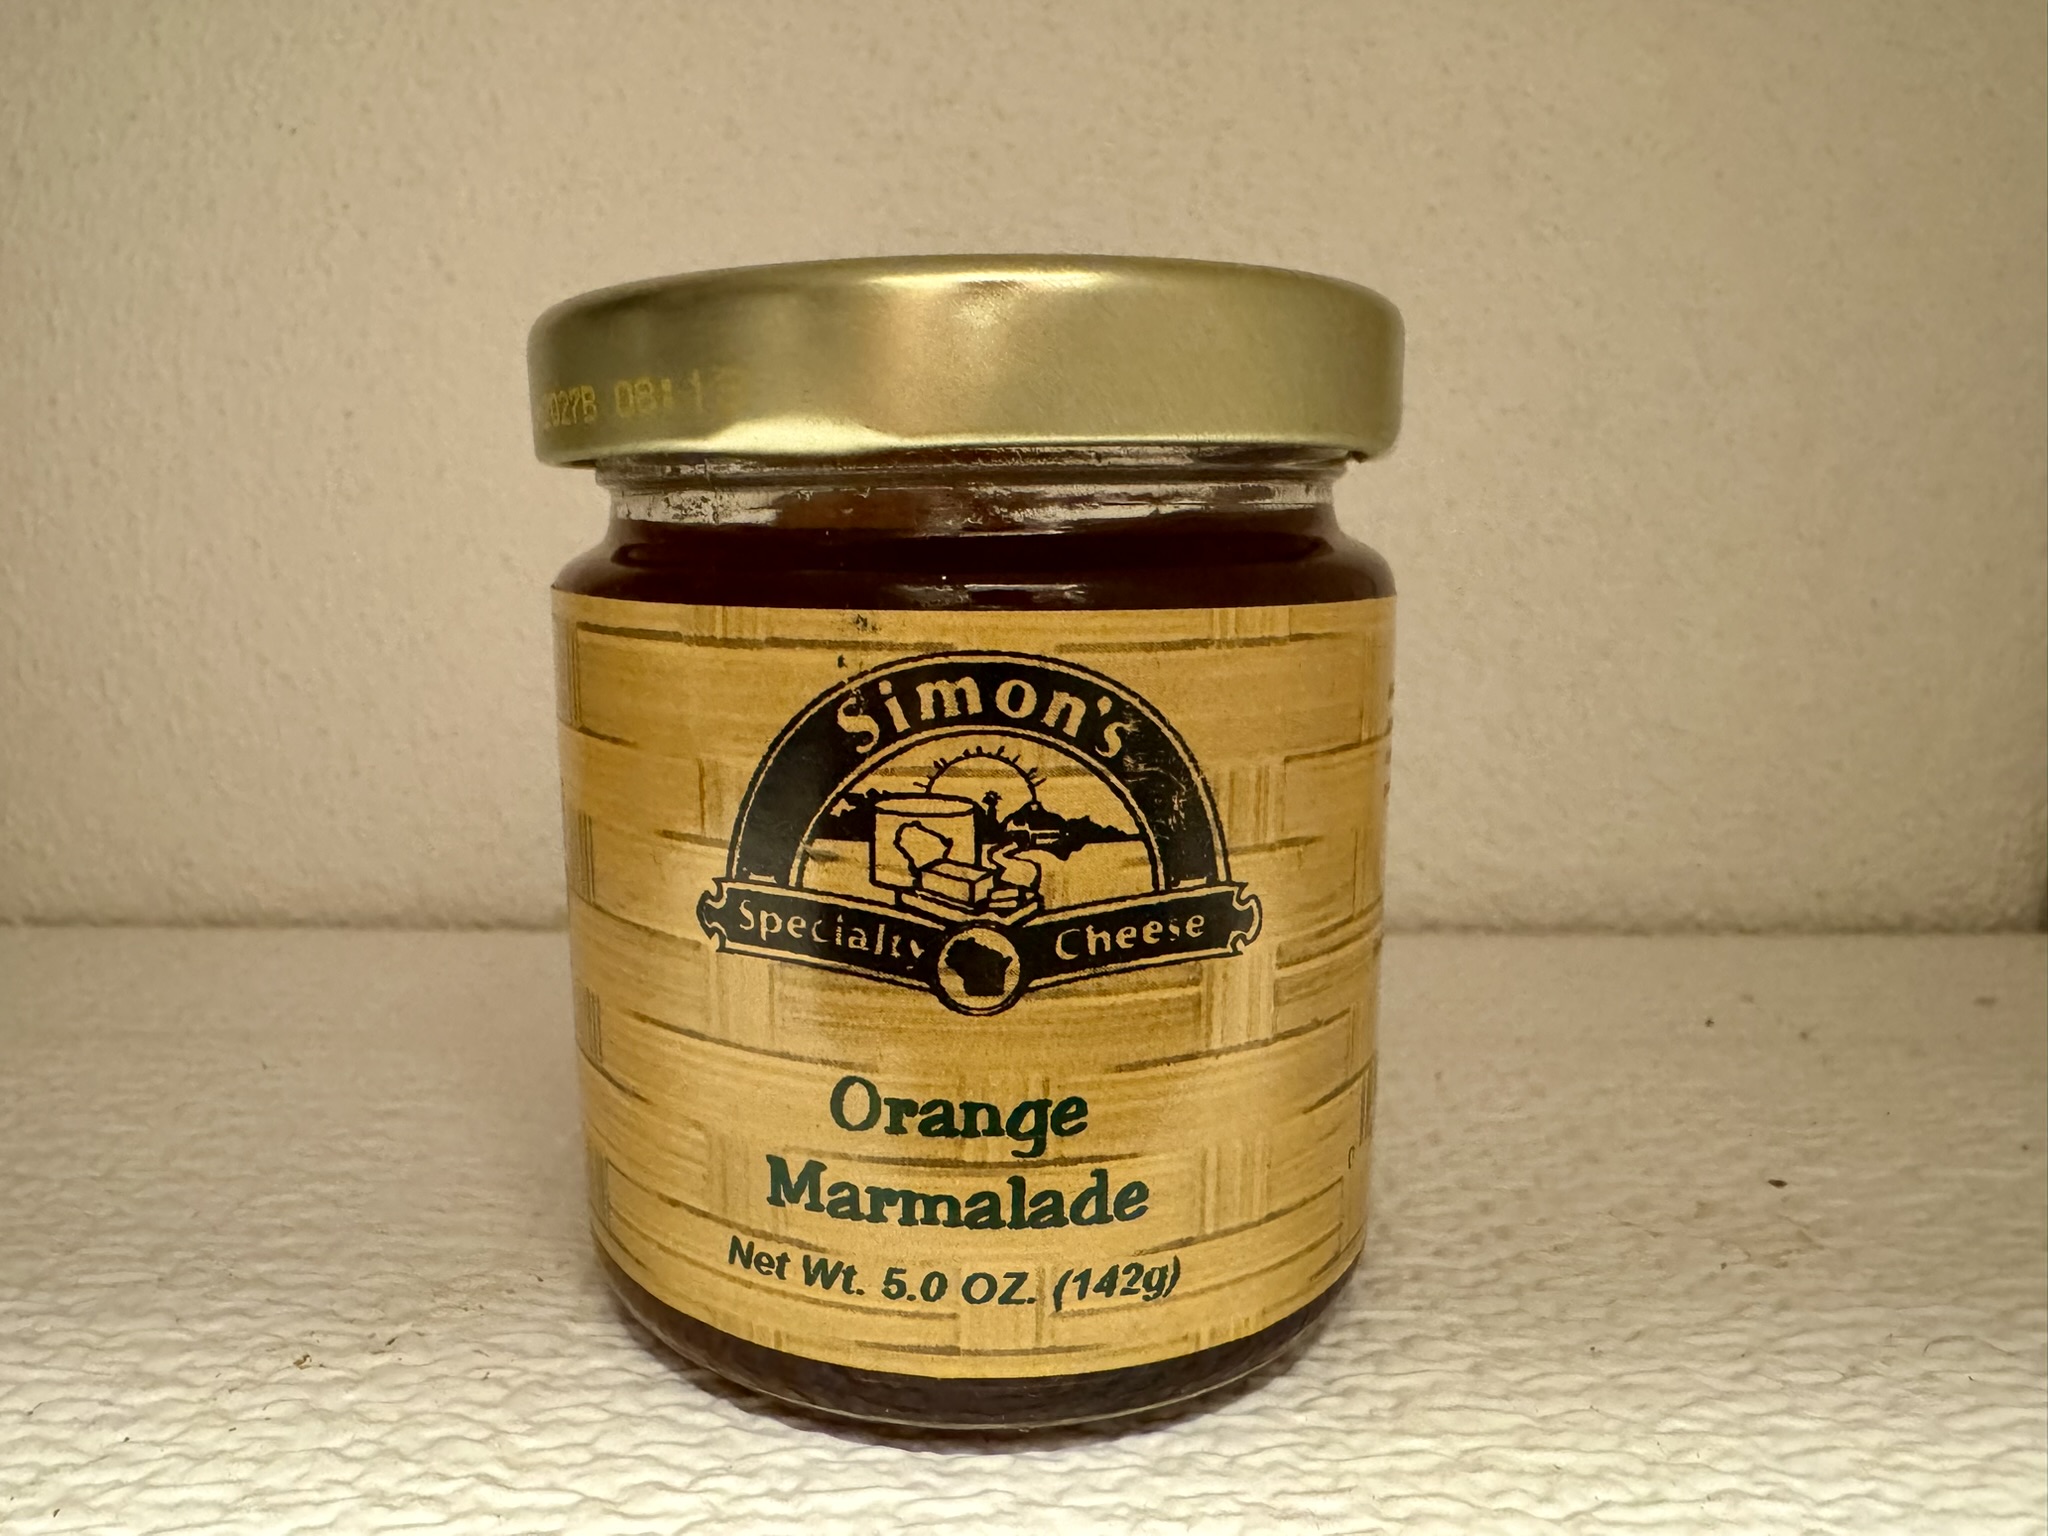 Simon's
Specialty Cheese
Orange
Marmalade
Net Wt. 5.0 OZ. (142g)